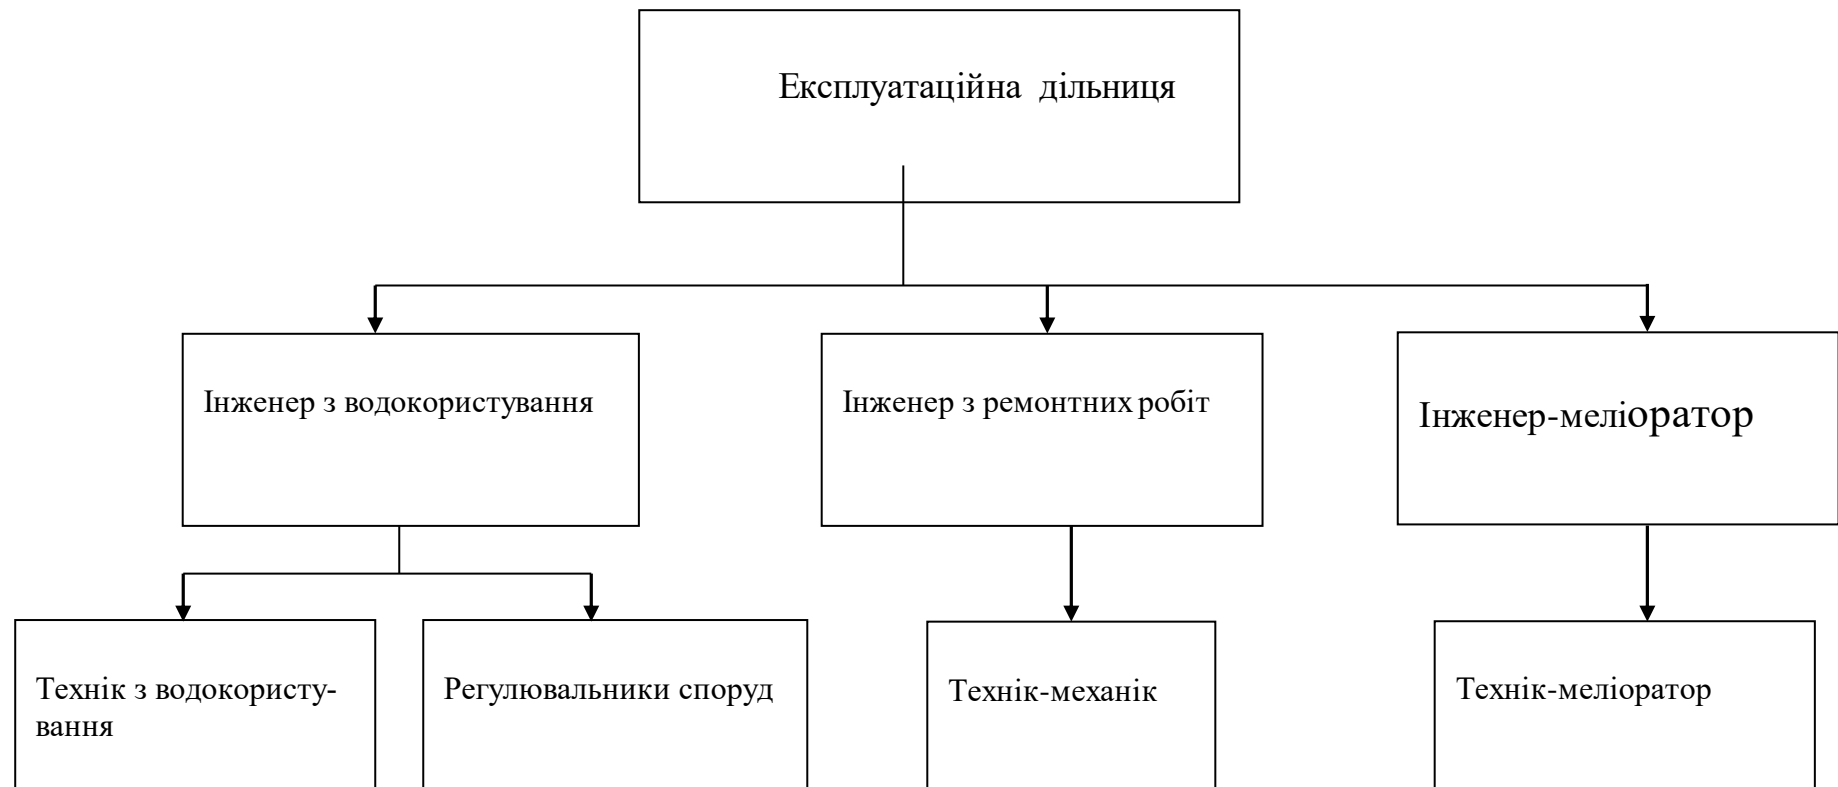 Експлуатаційна дільниця
Інженер з водокористування
Інженер з ремонтних робіт
Інженер-меліоратор
Технік з водокористу-
вання
Регулювальники споруд
Технік-механік
Технік-меліоратор